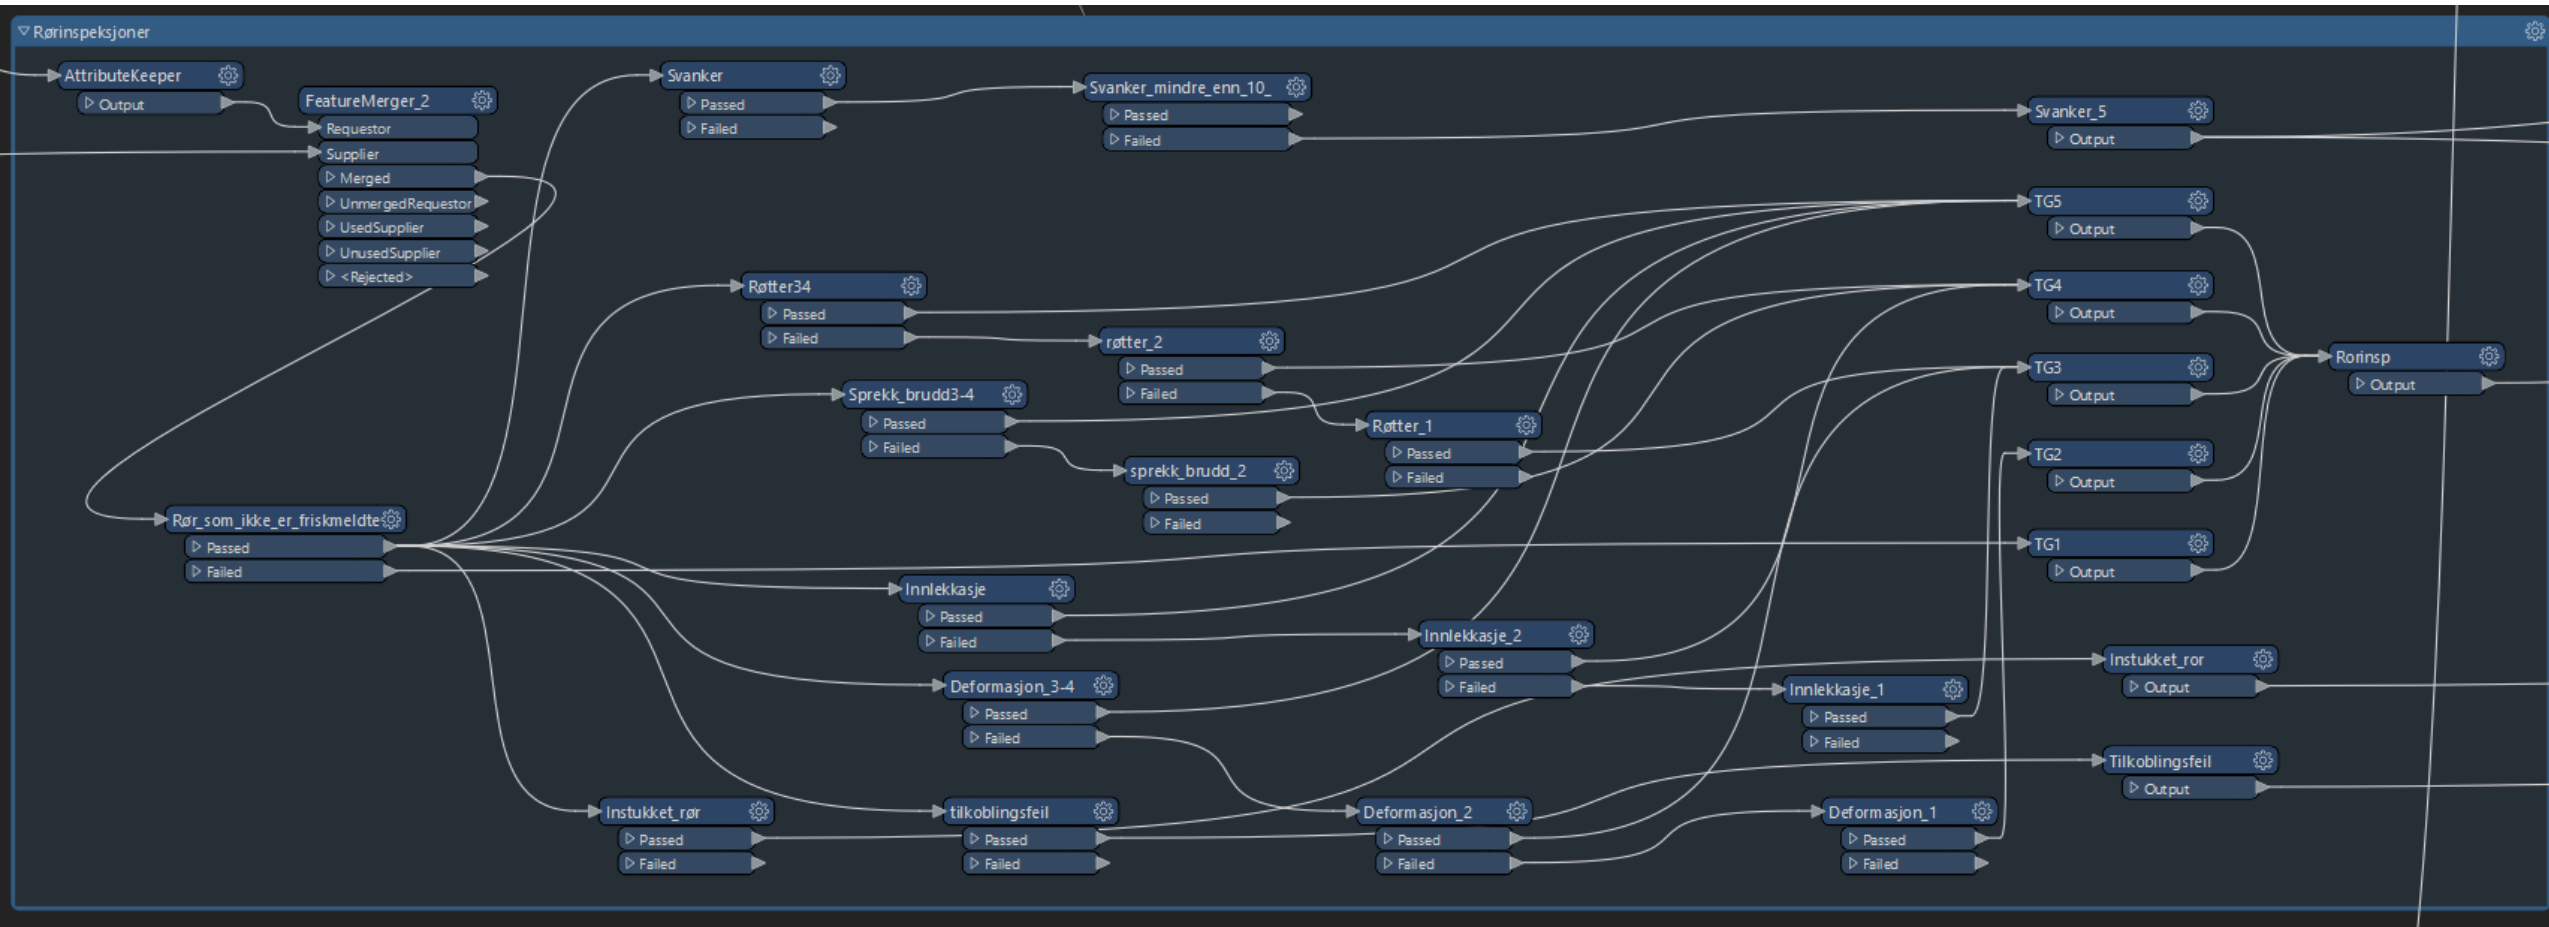 Rørinspeksjoner
AttributeKeeper
Output
FeatureMerger_2
Requestor
Supplier
Merged
UnmergedRequestor
UsedSupplier
UnusedSupplier
<Rejected>
Svanker
Passed
Failed
Svanker_mindre_enn_10_
Passed
Failed
Svanker_5
Output
TG5
Output
Røtter34
Passed
Failed
TG4
Output
røtter_2
Passed
Failed
Rorinsp
Output
TG3
Output
Sprekk_brudd3-4
Passed
Failed
Røtter_1
Passed
Failed
TG2
Output
sprekk_brudd_2
Passed
Failed
Rør_som_ikke_er_friskmeldte
Passed
Failed
TG1
Output
Innlekkasje
Passed
Failed
Innlekkasje_2
Passed
Failed
Instukket_ror
Output
Deformasjon_3-4
Passed
Failed
Innlekkasje_1
Passed
Failed
Tilkoblingsfeil
Output
Instukket_rør
Passed
Failed
tilkoblingsfeil
Passed
Failed
Deformasjon_2
Passed
Failed
Deformasjon_1
Passed
Failed